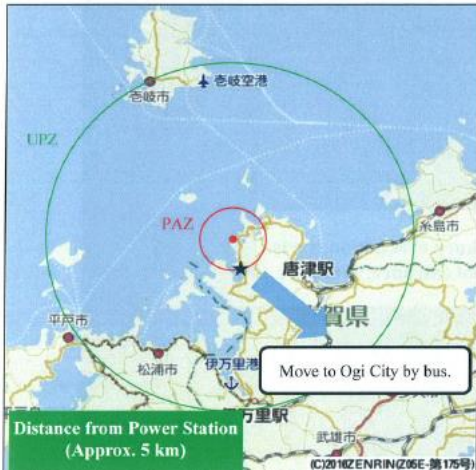 壱岐市
壱岐空港
UPZ
PAZ
糸島市
唐津駅
賀県
平戸市
松浦市
伊万里港
Move to Ogi City by bus.
伊万里駅
Distance from Power Station
(Approx. 5 km)
武雄市
(C)2016ZENRIN(Z05E-第175号)